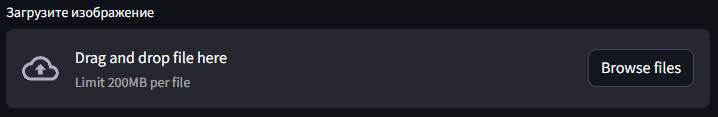 Загрузите изображение
Drag and drop file here
Limit 200MB per file
Browse files